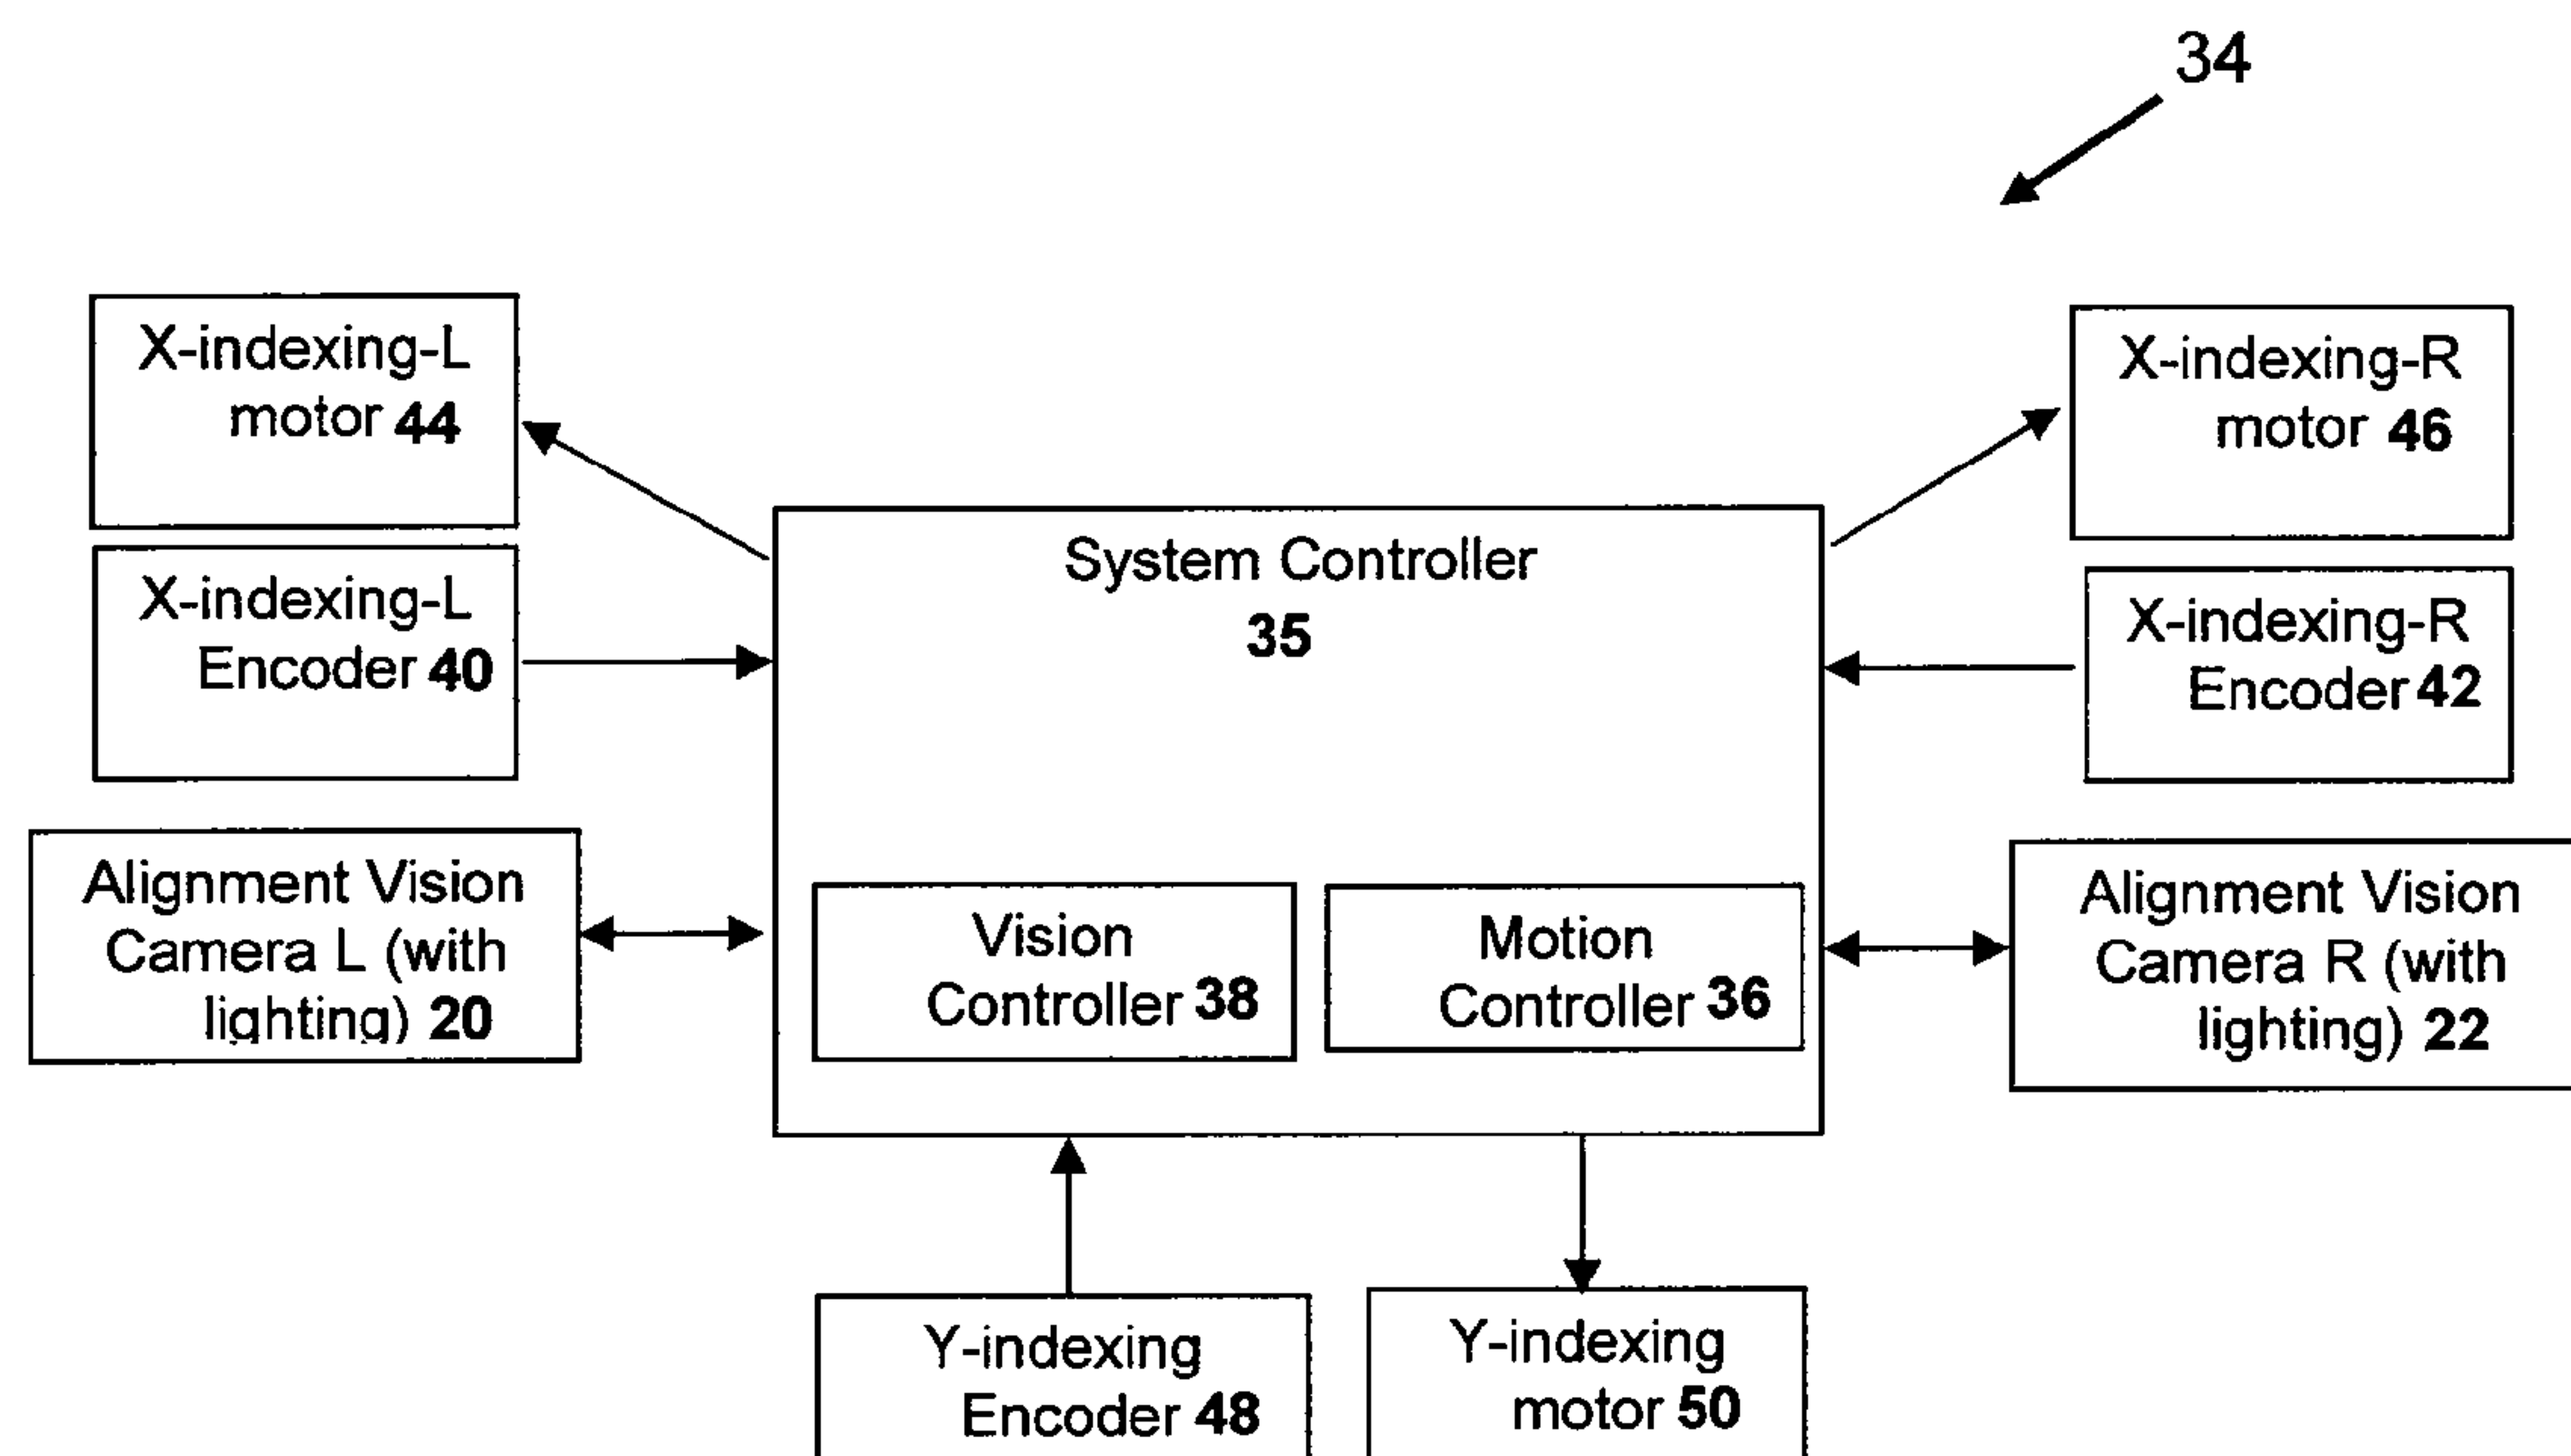 34
X-indexing-L
motor 44
X-indexing-R
motor 46
System Controller
35
X-indexing-L
Encoder 40
X-indexing-R
Encoder 42
Alignment Vision
Camera L (with
lighting) 20
Vision
Controller 38
Motion
Controller 36
Alignment Vision
Camera R (with
lighting) 22
Y-indexing
Encoder 48
Y-indexing
motor 50